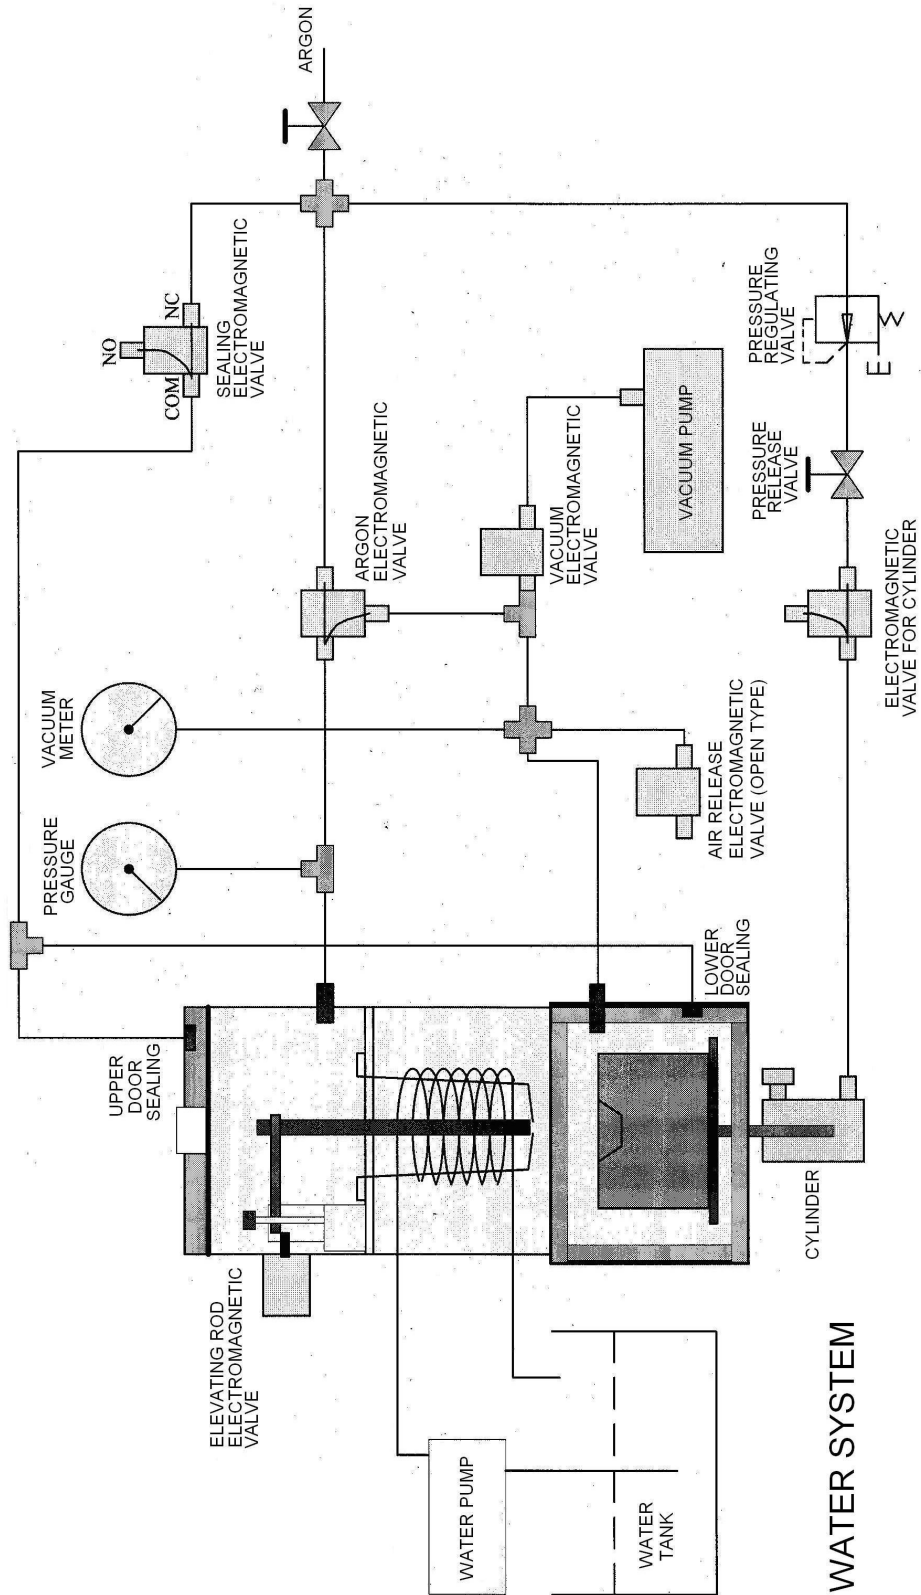 ARGON
NO
NC
COM
SEALING
ELECTROMAGNETIC
VALVE
PRESSURE
REGULATING
VALVE
ARGON
ELECTROMAGNETIC
VALVE
VACUUM
ELECTROMAGNETIC
VALVE
VACUUM PUMP
PRESSURE
RELEASE
VALVE
ELECTROMAGNETIC
VALVE FOR CYLINDER
VACUUM
METER
PRESSURE
GAUGE
AIR RELEASE
ELECTROMAGNETIC
VALVE (OPEN TYPE)
UPPER
DOOR
SEALING
LOWER
DOOR
SEALING
CYLINDER
ELEVATING ROD
ELECTROMAGNETIC
VALVE
WATER PUMP
WATER
TANK
WATER SYSTEM